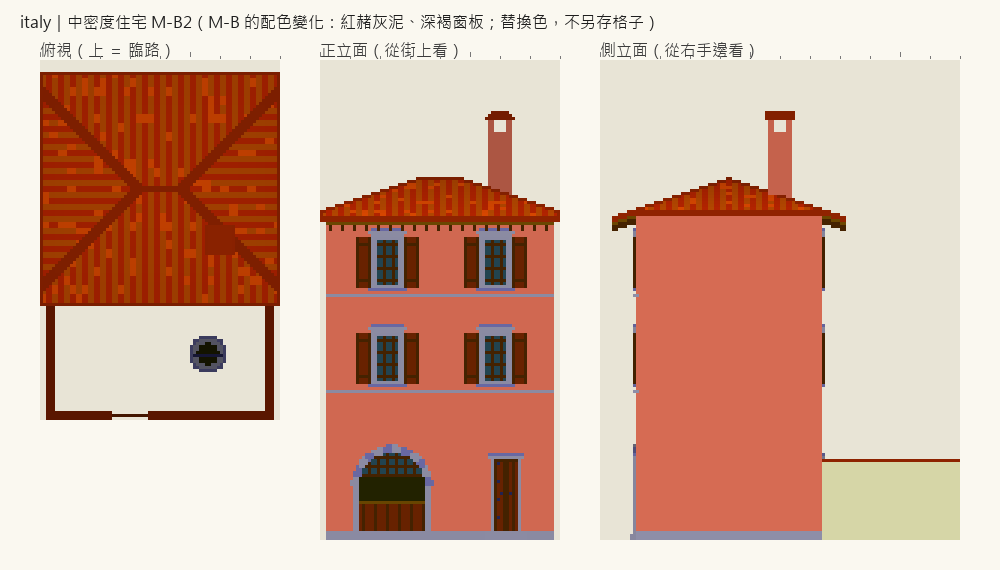 italy | 中密度住宅 M-B2 ( M-B 的配色變化：紅赭灰泥、深褐窗板；替換色，不另存格子 )
俯視 ( 上 = 臨路 )
正立面 ( 從街上看 )
側立面 ( 從右手邊看 )